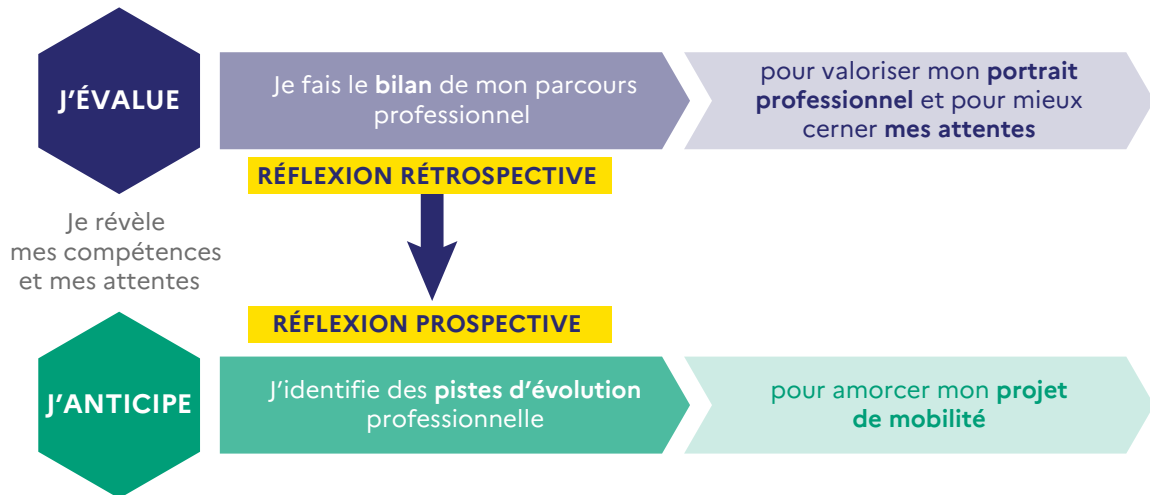 J'ÉVALUE
Je fais le bilan de mon parcours
professionnel
pour valoriser mon portrait
professionnel et pour mieux
cerner mes attentes
RÉFLEXION RÉTROSPECTIVE
Je révèle
mes compétences
et mes attentes
RÉFLEXION PROSPECTIVE
J'ANTICIPE
J'identifie des pistes d'évolution
professionnelle
pour amorcer mon projet
de mobilité